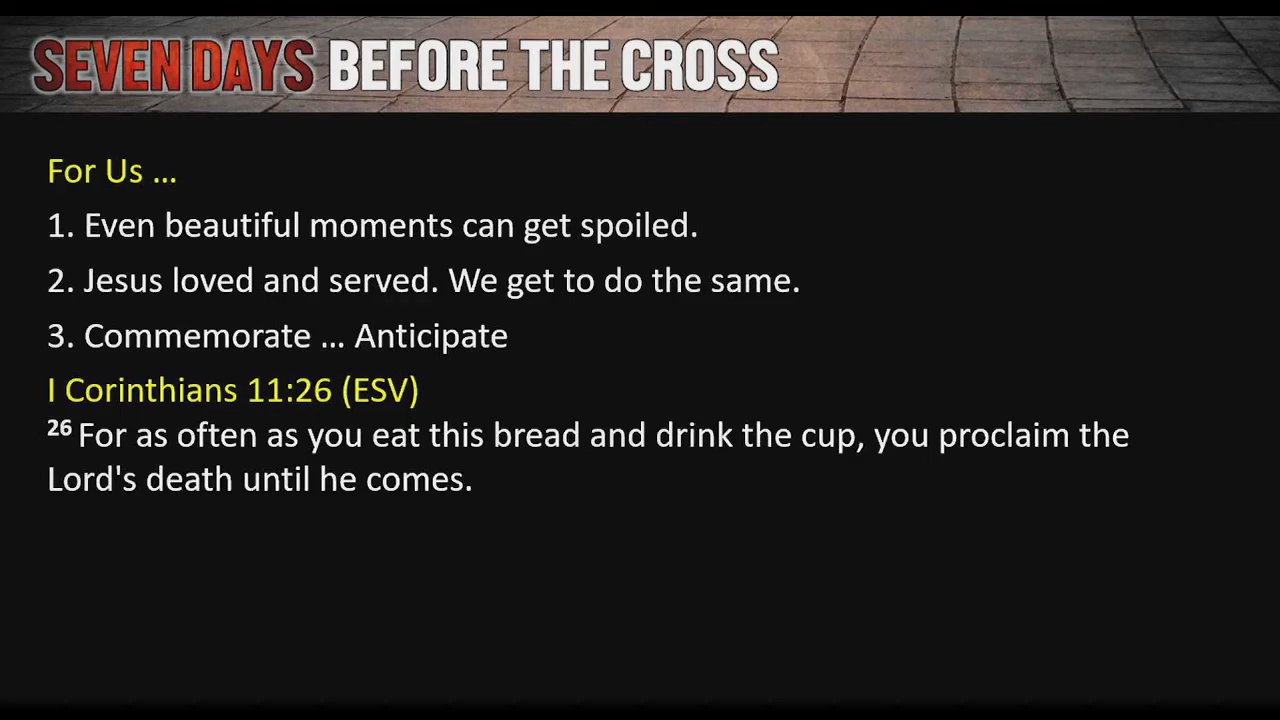 SEVEN DAYS BEFORE THE CROSS
For Us ...
1. Even beautiful moments can get spoiled.
2. Jesus loved and served. We get to do the same.
3. Commemorate ... Anticipate
I Corinthians 11:26 (ESV)
26 For as often as you eat this bread and drink the cup, you proclaim the
Lord's death until he comes.